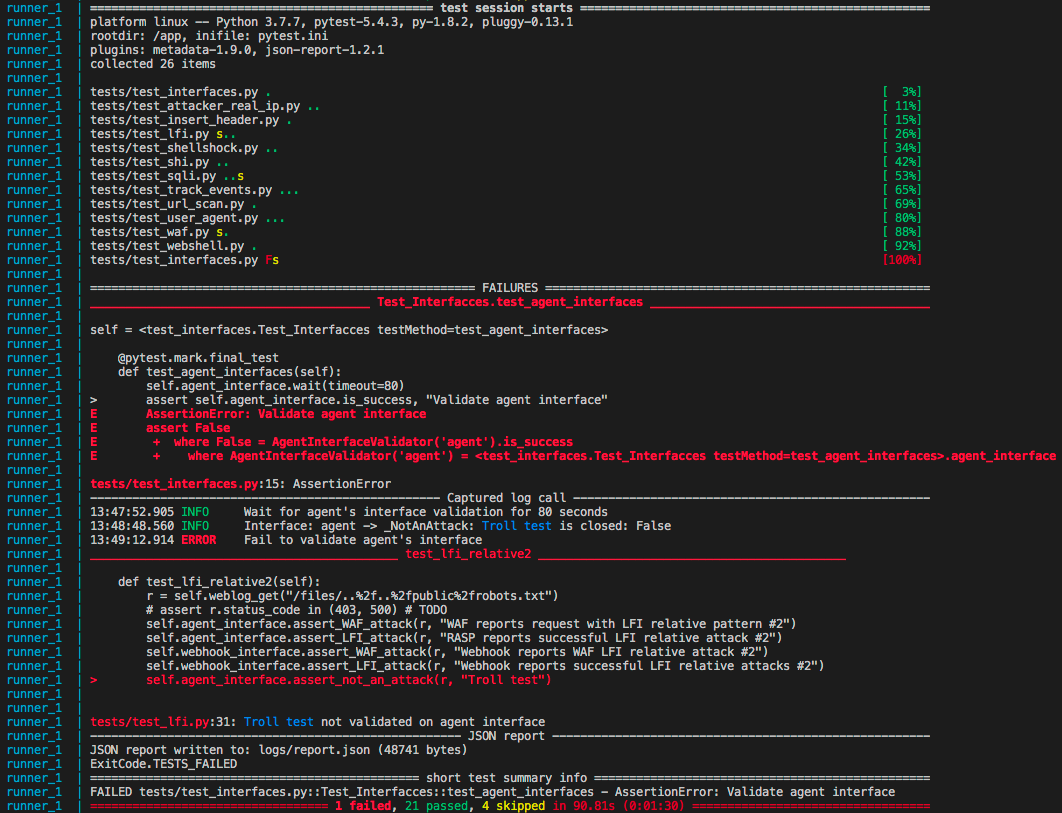 runner_1 | ================================================= test session starts ==================================================
runner_1 | platform linux -- Python 3.7.7, pytest-5.4.3, py-1.8.2, pluggy-0.13.1
runner_1 | rootdir: /app, inifile: pytest.ini
runner_1 | plugins: metadata-1.9.0, json-report-1.2.1
runner_1 | collected 26 items
runner_1 |
runner_1 | tests/test_interfaces.py . [ 3%]
runner_1 | tests/test_attacker_real_ip.py .. [ 11%]
runner_1 | tests/test_insert_header.py . [ 15%]
runner_1 | tests/test_lfi.py s.. [ 26%]
runner_1 | tests/test_shellshock.py .. [ 34%]
runner_1 | tests/test_shi.py .. [ 42%]
runner_1 | tests/test_sqli.py ..s [ 53%]
runner_1 | tests/test_track_events.py ... [ 65%]
runner_1 | tests/test_url_scan.py . [ 69%]
runner_1 | tests/test_user_agent.py ... [ 80%]
runner_1 | tests/test_waf.py s. [ 88%]
runner_1 | tests/test_webshell.py . [ 92%]
runner_1 | tests/test_interfaces.py Fs [100%]
runner_1 |
runner_1 | ======================================================= FAILURES =======================================================
runner_1 | ________________________________________ Test_Interfacces.test_agent_interfaces ________________________________________
runner_1 |
runner_1 | self = <test_interfaces.Test_Interfacces testMethod=test_agent_interfaces>
runner_1 |
runner_1 |     @pytest.mark.final_test
runner_1 |     def test_agent_interfaces(self):
runner_1 |         self.agent_interface.wait(timeout=80)
runner_1 | >       assert self.agent_interface.is_success, "Validate agent interface"
runner_1 | E       AssertionError: Validate agent interface
runner_1 | E       assert False
runner_1 | E        +  where False = AgentInterfaceValidator('agent').is_success
runner_1 | E        +    where AgentInterfaceValidator('agent') = <test_interfaces.Test_Interfacces testMethod=test_agent_interfaces>.agent_interface
runner_1 |
runner_1 | tests/test_interfaces.py:15: AssertionError
runner_1 | -------------------------------------------------- Captured log call ---------------------------------------------------
runner_1 | 13:47:52.905 INFO     Wait for agent's interface validation for 80 seconds
runner_1 | 13:48:48.560 INFO     Interface: agent -> _NotAnAttack: Troll test is closed: False
runner_1 | 13:49:12.914 ERROR    Fail to validate agent's interface
runner_1 | ____________________________________________ test_lfi_relative2 ____________________________________________
runner_1 |
runner_1 |     def test_lfi_relative2(self):
runner_1 |         r = self.weblog_get("/files/..%2f..%2fpublic%2frobots.txt")
runner_1 |         # assert r.status_code in (403, 500) # TODO
runner_1 |         self.agent_interface.assert_WAF_attack(r, "WAF reports request with LFI relative pattern #2")
runner_1 |         self.agent_interface.assert_LFI_attack(r, "RASP reports successful LFI relative attack #2")
runner_1 |         self.webhook_interface.assert_WAF_attack(r, "Webhook reports WAF LFI relative attack #2")
runner_1 |         self.webhook_interface.assert_LFI_attack(r, "Webhook reports successful LFI relative attacks #2")
runner_1 | >       self.agent_interface.assert_not_an_attack(r, "Troll test")
runner_1 |
runner_1 |
runner_1 | tests/test_lfi.py:31: Troll test not validated on agent interface
runner_1 | ----------------------------------------------------- JSON report ------------------------------------------------------
runner_1 | JSON report written to: logs/report.json (48741 bytes)
runner_1 | ExitCode.TESTS_FAILED
runner_1 | =============================================== short test summary info ================================================
runner_1 | FAILED tests/test_interfaces.py::Test_Interfacces::test_agent_interfaces - AssertionError: Validate agent interface
runner_1 | ================================== 1 failed, 21 passed, 4 skipped in 90.81s (0:01:30) ==================================